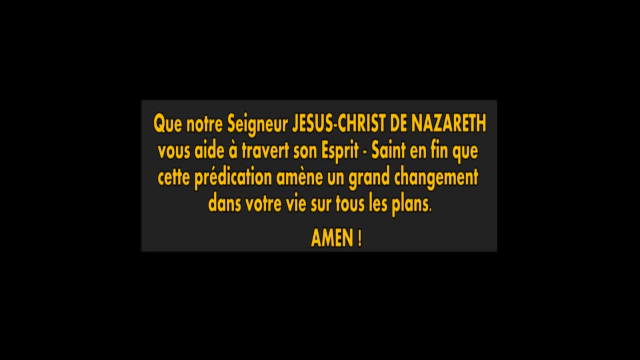 Que notre Seigneur JESUS-CHRIST DE NAZARETH
vous aide à travert son Esprit - Saint en fin que
cette prédication amène un grand changement
dans votre vie sur tous les plans.
AMEN !